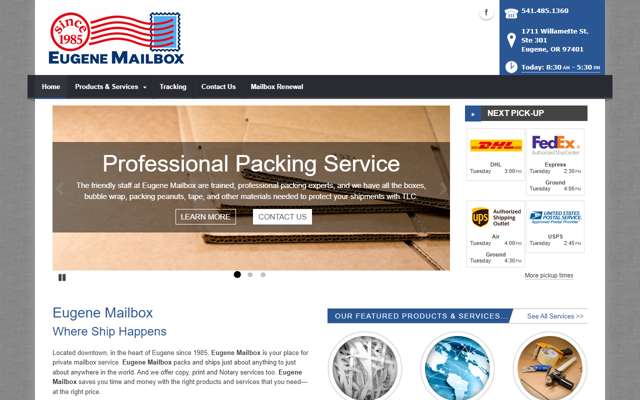 since
1985
EUGENE MAILBOX
f
541.485.1360
1711 Willamette St.
Ste 301
Eugene, OR 97401
Today: 8:30 AM - 5:30 PM
Home
Products & Services
Tracking
Contact Us
Mailbox Renewal
Professional Packing Service
The friendly staff at Eugene Mailbox are trained, professional packing experts, and we have all the boxes,
bubble wrap, packing peanuts, tape, and other materials needed to protect your shipments with TLC.
LEARN MORE
CONTACT US
NEXT PICK-UP
DHL
DHL
Tuesday 3:00 PM
FedEx
Authorized ShipCenter
Express
Tuesday 2:30 PM
Ground
Tuesday 4:06 PM
ups
Authorized
Shipping
Outlet
Air
Tuesday 4:00 PM
Ground
Tuesday 4:30 PM
UNITED STATES
POSTAL SERVICE
Approved Postal Provider
USPS
Tuesday 2:45 PM
More pickup times
Eugene Mailbox
Where Ship Happens
Located downtown, in the heart of Eugene since 1985, Eugene Mailbox is your place for
private mailbox service. Eugene Mailbox packs and ships just about anything to just
about anywhere in the world. And we offer copy, print and Notary services too. Eugene
Mailbox saves you time and money with the right products and services that you need—
at the right price.
OUR FEATURED PRODUCTS & SERVICES...
See All Services >>